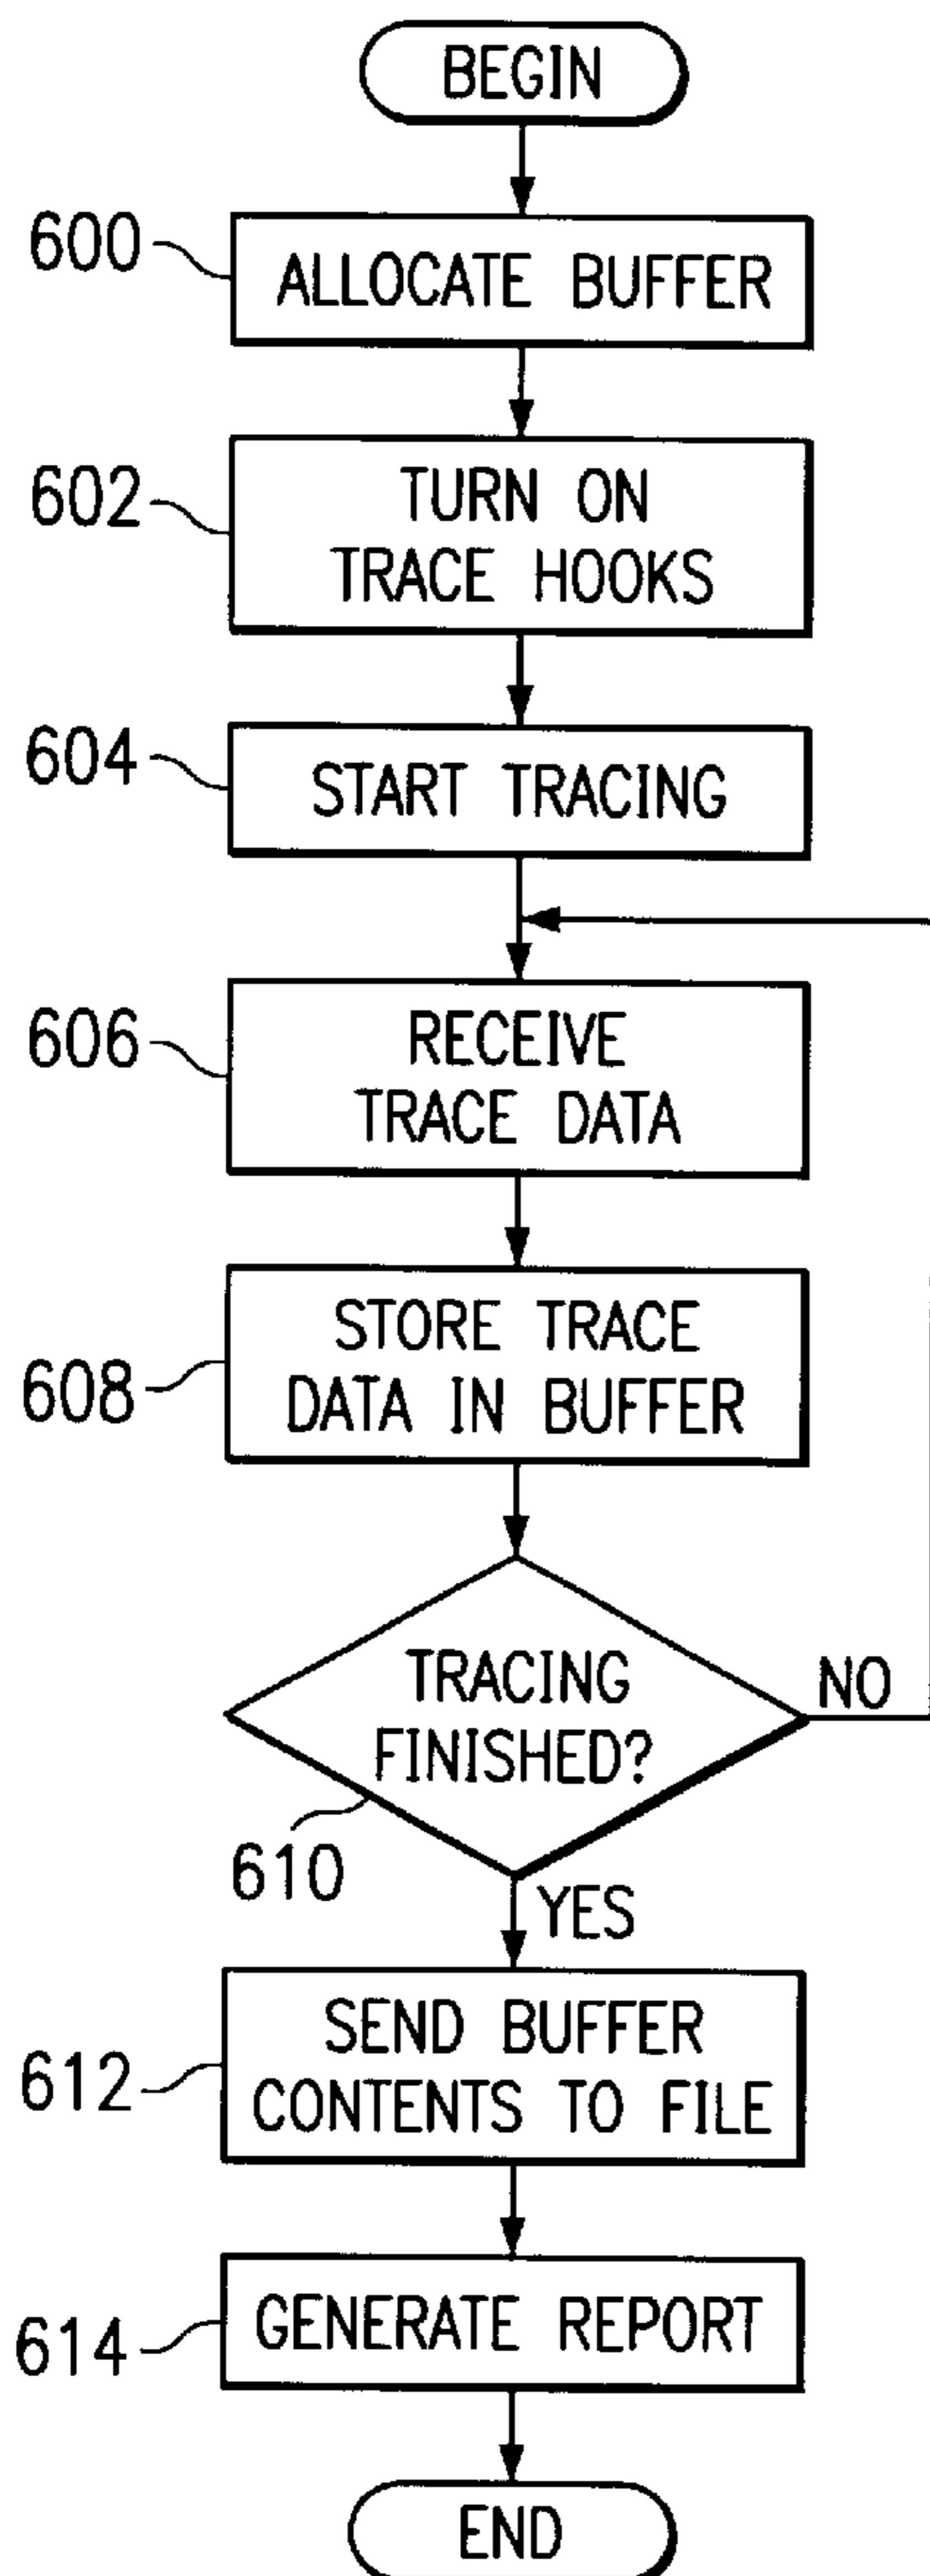 BEGIN
600
ALLOCATE BUFFER
602
TURN ON
TRACE HOOKS
604
START TRACING
606
RECEIVE
TRACE DATA
608
STORE TRACE
DATA IN BUFFER
TRACING
FINISHED?
NO
610
YES
612
SEND BUFFER
CONTENTS TO FILE
614
GENERATE REPORT
END